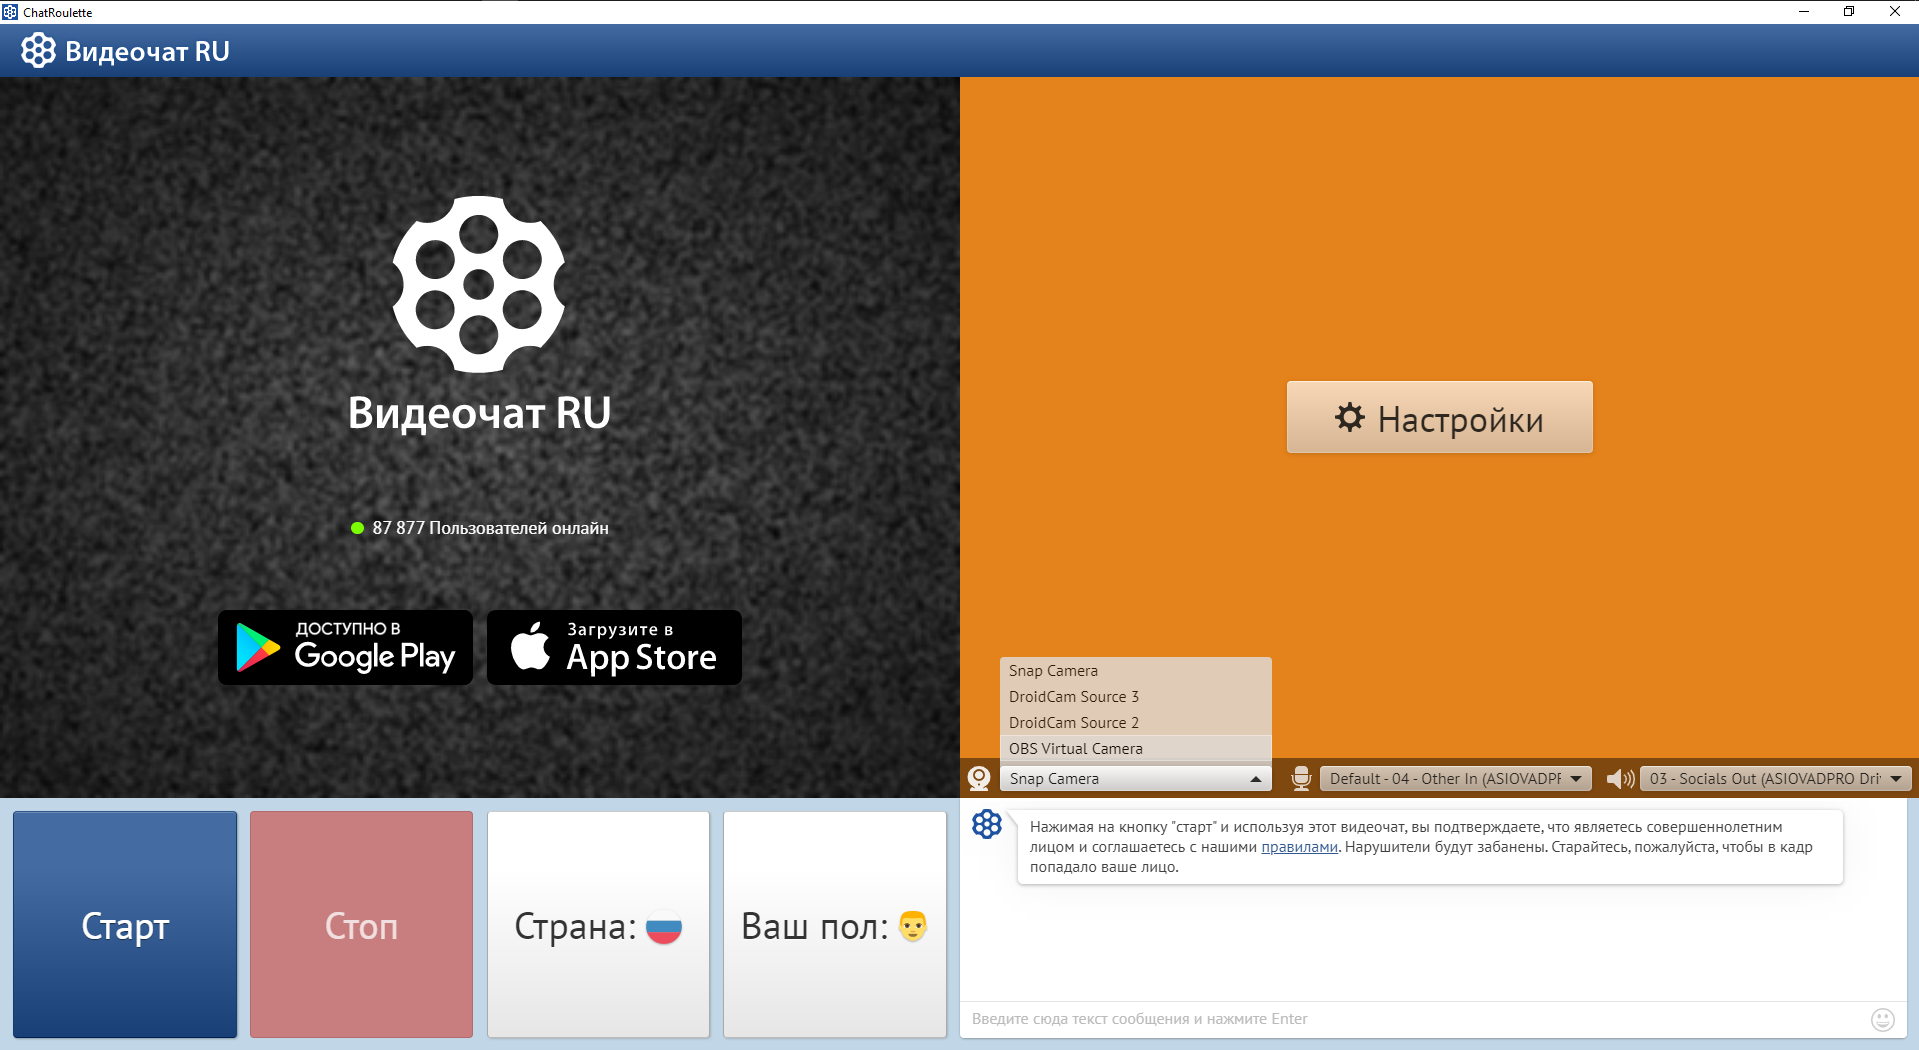 ChatRoulette
Видеочат RU
Видеочат RU
87 877 Пользователей онлайн
ДОСТУПНО В
Google Play
Загрузите в
App Store
Настройки
Snap Camera
DroidCam Source 3
DroidCam Source 2
OBS Virtual Camera
Snap Camera
Default - 04 - Other In (ASIOVADPR
03 - Socials Out (ASIOVADPRO Dri
Старт
Стоп
Страна:
Ваш пол:
Нажимая на кнопку "старт" и используя этот видеочат, вы подтверждаете, что являетесь совершеннолетним
лицом и соглашаетесь с нашими правилами. Нарушители будут забанены. Старайтесь, пожалуйста, чтобы в кадр
попадало ваше лицо.
Введите сюда текст сообщения и нажмите Enter